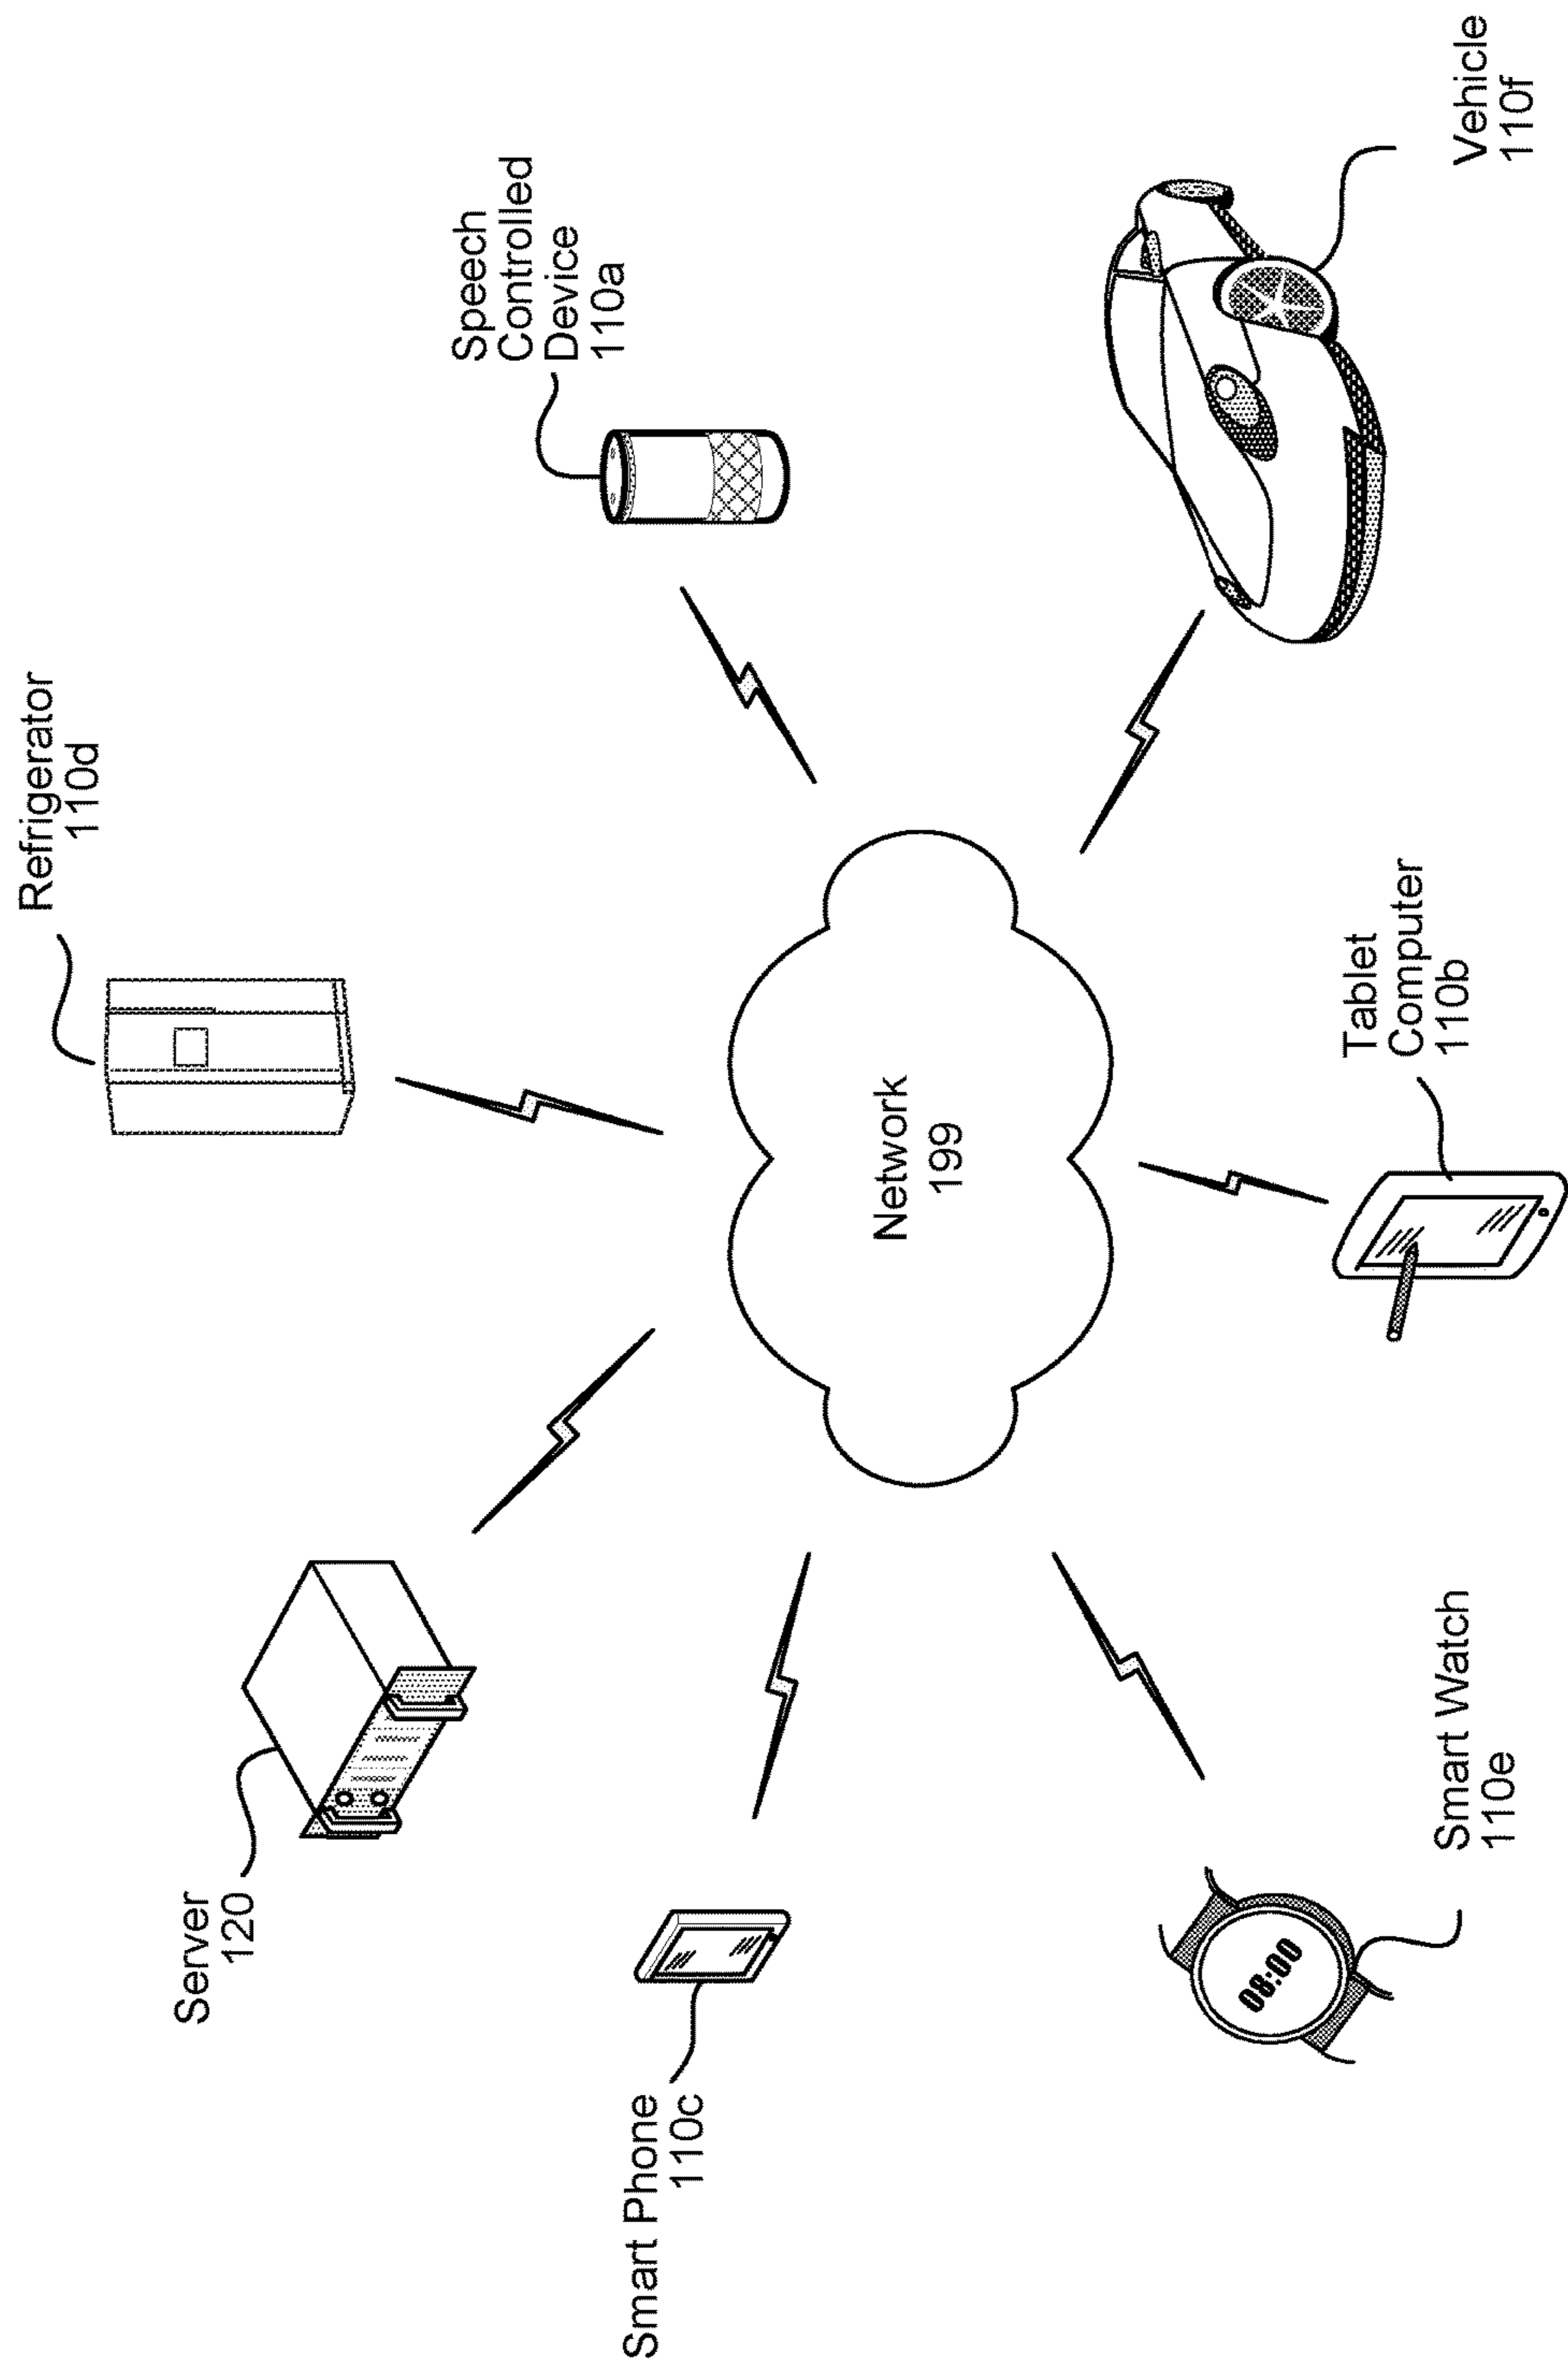 Server
120
Refrigerator
110d
Speech
Controlled
Device
110a
Smart Phone
110c
Network
199
Smart Watch
110e
08:00
Tablet
Computer
110b
Vehicle
110f